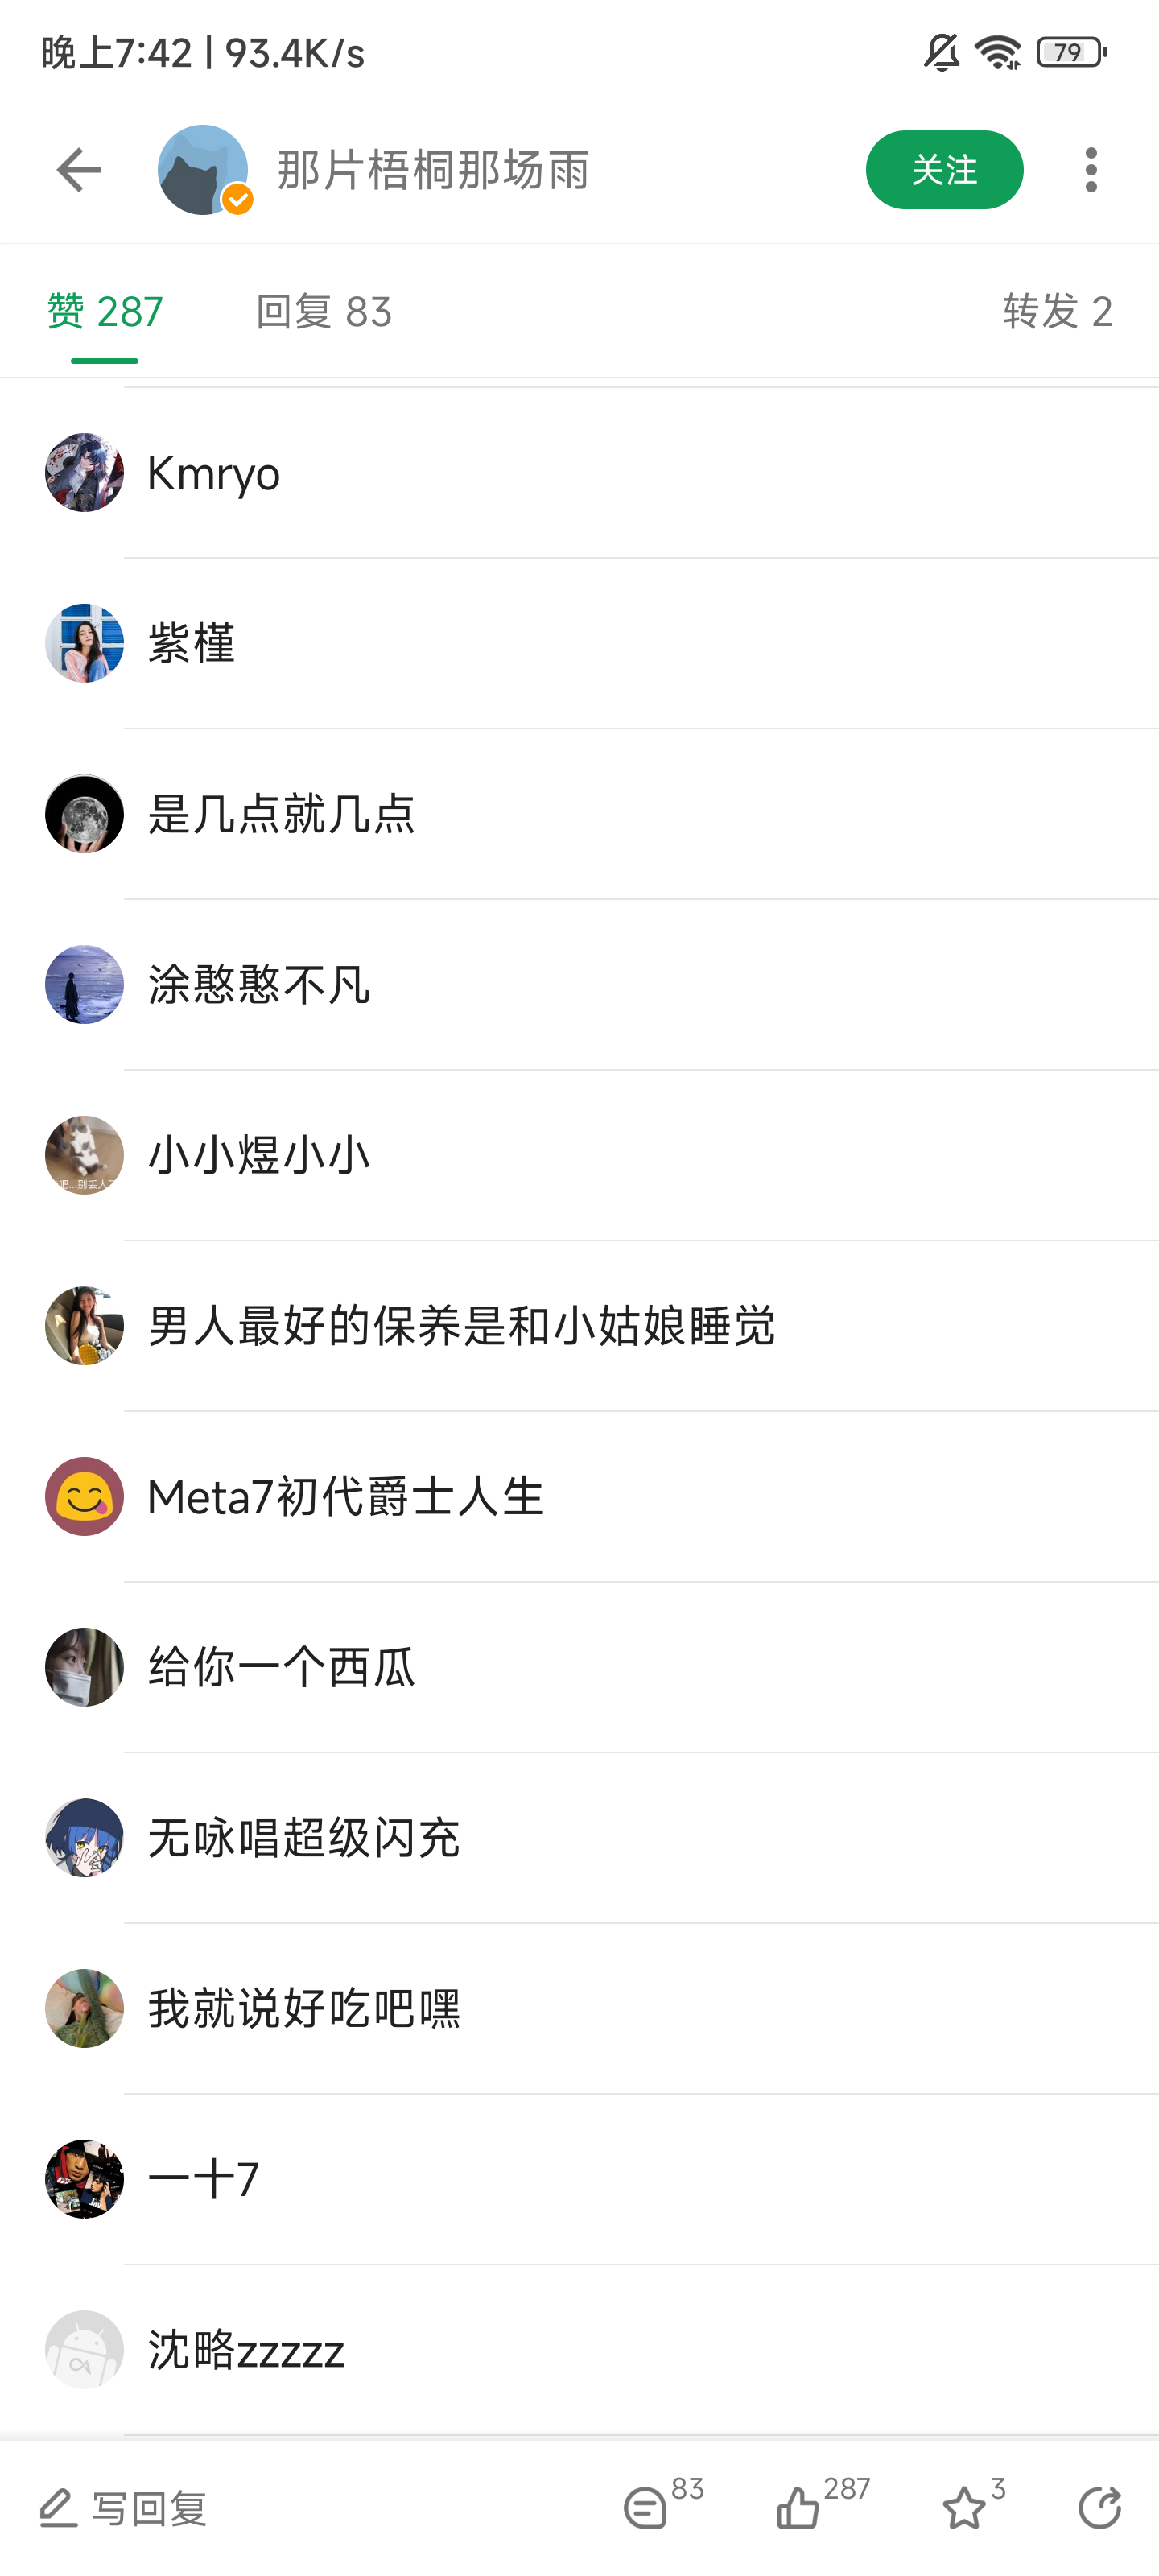 晚上7:42 | 93.4K/s
79
那片梧桐那场雨
关注
赞 287
回复 83
转发 2
Kmryo
紫槿
是几点就几点
涂憨憨不凡
小小煜小小
吧...别丢人了
男人最好的保养是和小姑娘睡觉
Meta7初代爵士人生
给你一个西瓜
无咏唱超级闪充
我就说好吃吧嘿
一十7
沈略zzzzz
写回复
83
287
3